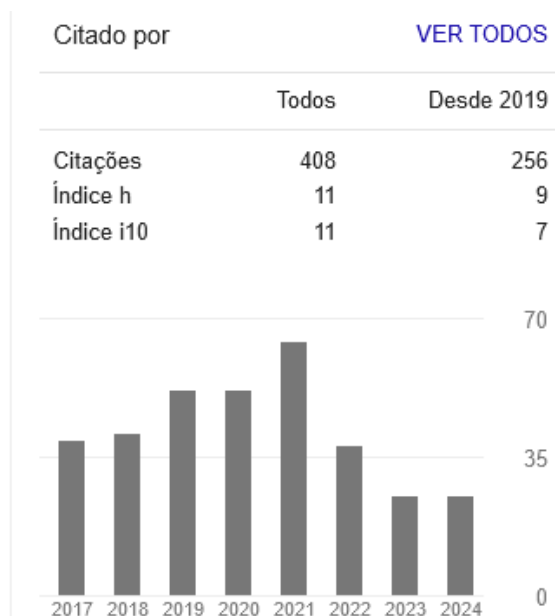 Citado por VER TODOS
Todos Desde 2019
Citações 408 256
Índice h 11 9
Índice i10 11 7
70
35
0
2017 2018 2019 2020 2021 2022 2023 2024